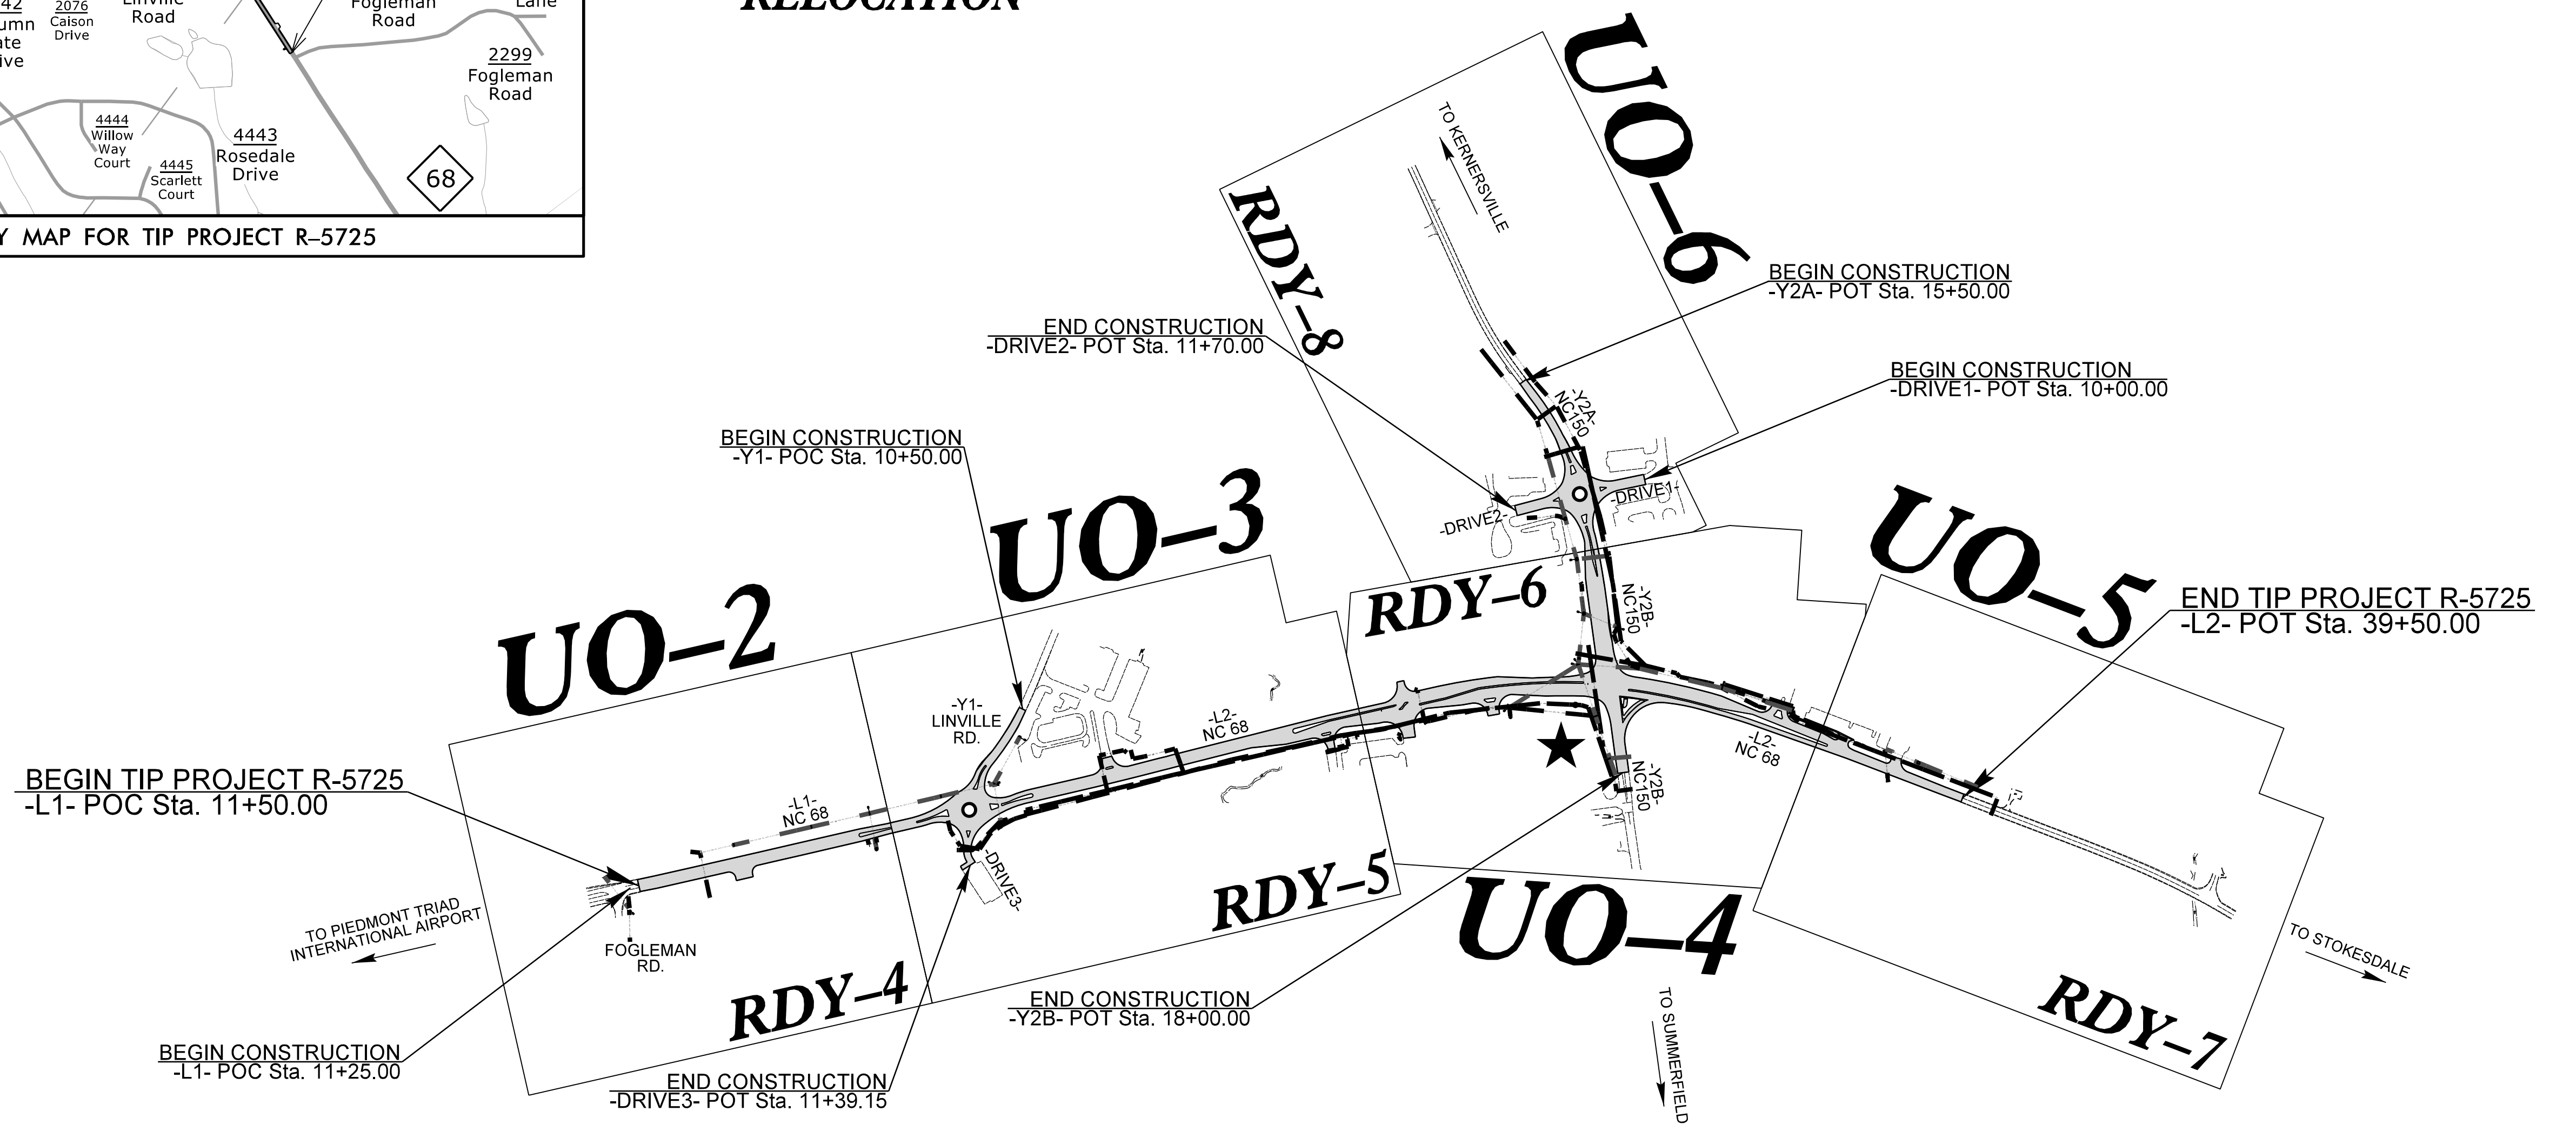 42
umn
ate
ive
2076
Caison
Drive
Linville
Road
Fogleman
Road
Lane
2299
Fogleman
Road
4444
Willow
Way
Court
4445
Scarlett
Court
4443
Rosedale
Drive
68
Y MAP FOR TIP PROJECT R–5725
RELOCATION
UO–6
RDY–8
TO KERNERSVILLE
BEGIN CONSTRUCTION
-Y2A- POT Sta. 15+50.00
END CONSTRUCTION
-DRIVE2- POT Sta. 11+70.00
BEGIN CONSTRUCTION
-DRIVE1- POT Sta. 10+00.00
-Y2A-
NC150
-DRIVE1-
-DRIVE2-
BEGIN CONSTRUCTION
-Y1- POC Sta. 10+50.00
UO–3
UO–2
RDY–6
-Y2B-
NC150
UO–5
END TIP PROJECT R-5725
-L2- POT Sta. 39+50.00
-Y1-
LINVILLE
RD.
-L2-
NC 68
-L2-
NC 68
-Y2B-
NC150
BEGIN TIP PROJECT R-5725
-L1- POC Sta. 11+50.00
-L1-
NC 68
-DRIVE3-
RDY–5
UO–4
TO PIEDMONT TRIAD
INTERNATIONAL AIRPORT
FOGLEMAN
RD.
RDY–4
TO STOKESDALE
RDY–7
END CONSTRUCTION
-Y2B- POT Sta. 18+00.00
TO SUMMERFIELD
BEGIN CONSTRUCTION
-L1- POC Sta. 11+25.00
END CONSTRUCTION
-DRIVE3- POT Sta. 11+39.15